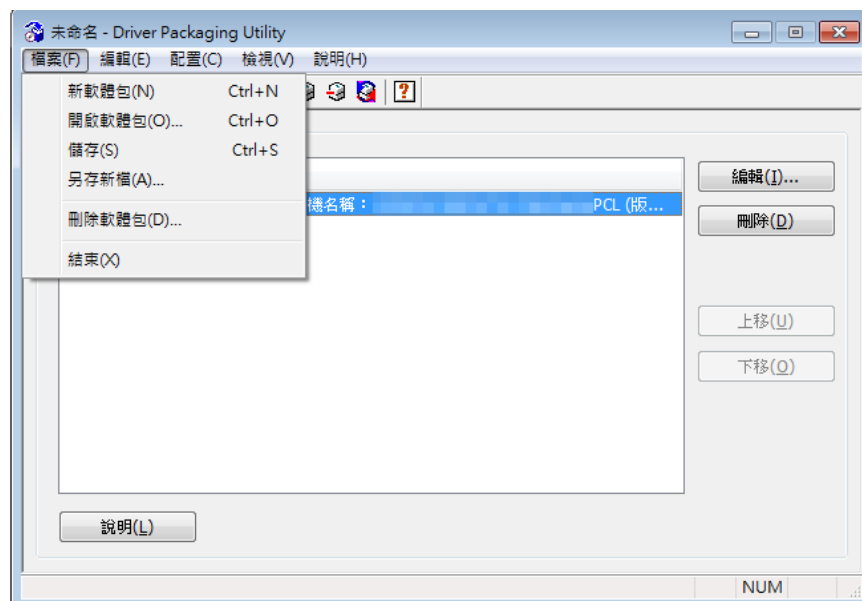 未命名 - Driver Packaging Utility
檔案(F) 編輯(E) 配置(C) 檢視(V) 說明(H)
新軟體包(N) Ctrl+N
開啟軟體包(O)... Ctrl+O
儲存(S) Ctrl+S
另存新檔(A)...
刪除軟體包(D)...
結束(X)
機名稱：
PCL (版...
編輯(I)...
刪除(D)
上移(U)
下移(O)
說明(L)
NUM